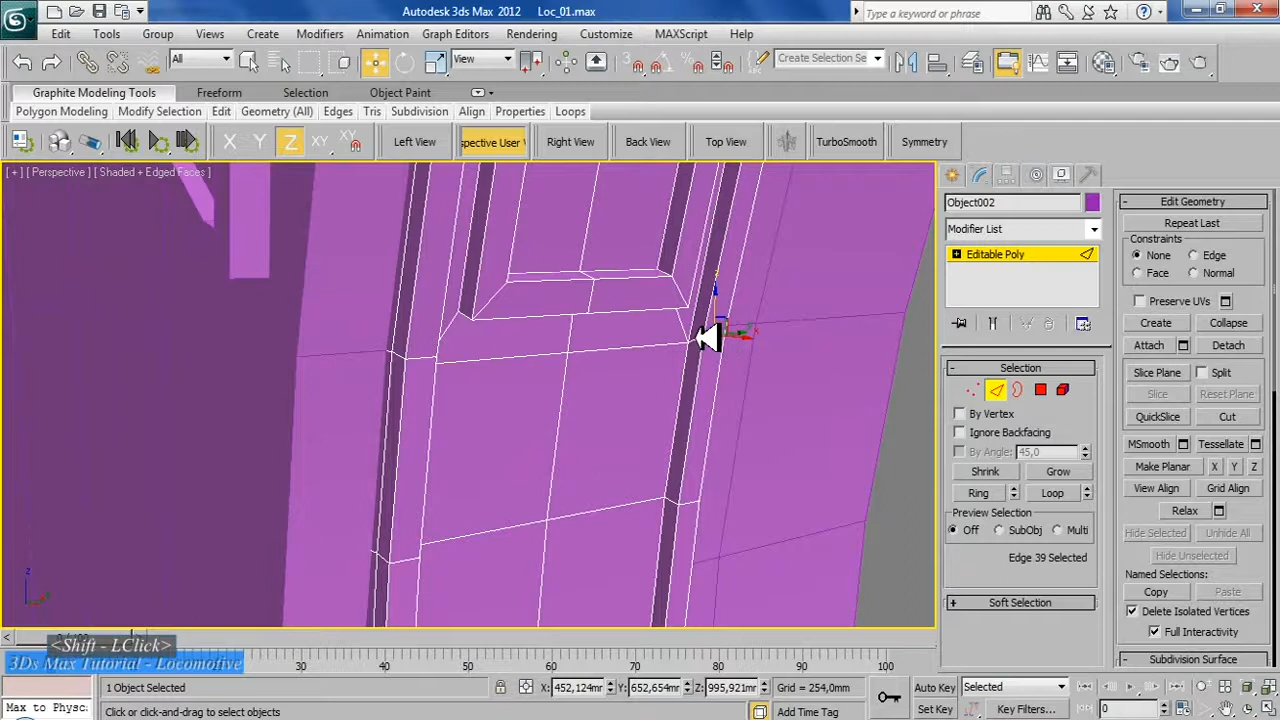 Autodesk 3ds Max 2012 Loc_01.max
Type a keyword or phrase
Edit Tools Group Views Create Modifiers Animation Graph Editors Rendering Customize MAXScript Help
All View Create Selection Se
Graphite Modeling Tools Freeform Selection Object Paint
Polygon Modeling Modify Selection Edit Geometry (All) Edges Tris Subdivision Align Properties Loops
X Y Z XY XY Left View spective User Right View Back View Top View TurboSmooth Symmetry
[ + ] [ Perspective ] [ Shaded + Edged Faces ]
Object002
Modifier List
Editable Poly
Selection
By Vertex
Ignore Backfacing
By Angle: 45,0
Shrink Grow
Ring Loop
Preview Selection
Off SubObj Multi
Edge 39 Selected
Soft Selection
Edit Geometry
Repeat Last
Constraints
None Edge
Face Normal
Preserve UVs
Create Collapse
Attach Detach
Slice Plane Split
Slice Reset Plane
QuickSlice Cut
MSmooth Tessellate
Make Planar X Y Z
View Align Grid Align
Relax
Hide Selected Unhide All
Hide Unselected
Named Selections:
Copy Paste
Delete Isolated Vertices
Full Interactivity
Subdivision Surface
z
x
z
<Shift - LClick>
3Ds Max Tutorial - Locomotive
30 40 50 60 70 80 90 100
1 Object Selected X: 452,124mr Y: 652,654mr Z: 995,921mr Grid = 254,0mm Auto Key Selected
Max to Physc Click or click-and-drag to select objects Add Time Tag Set Key Key Filters... 0